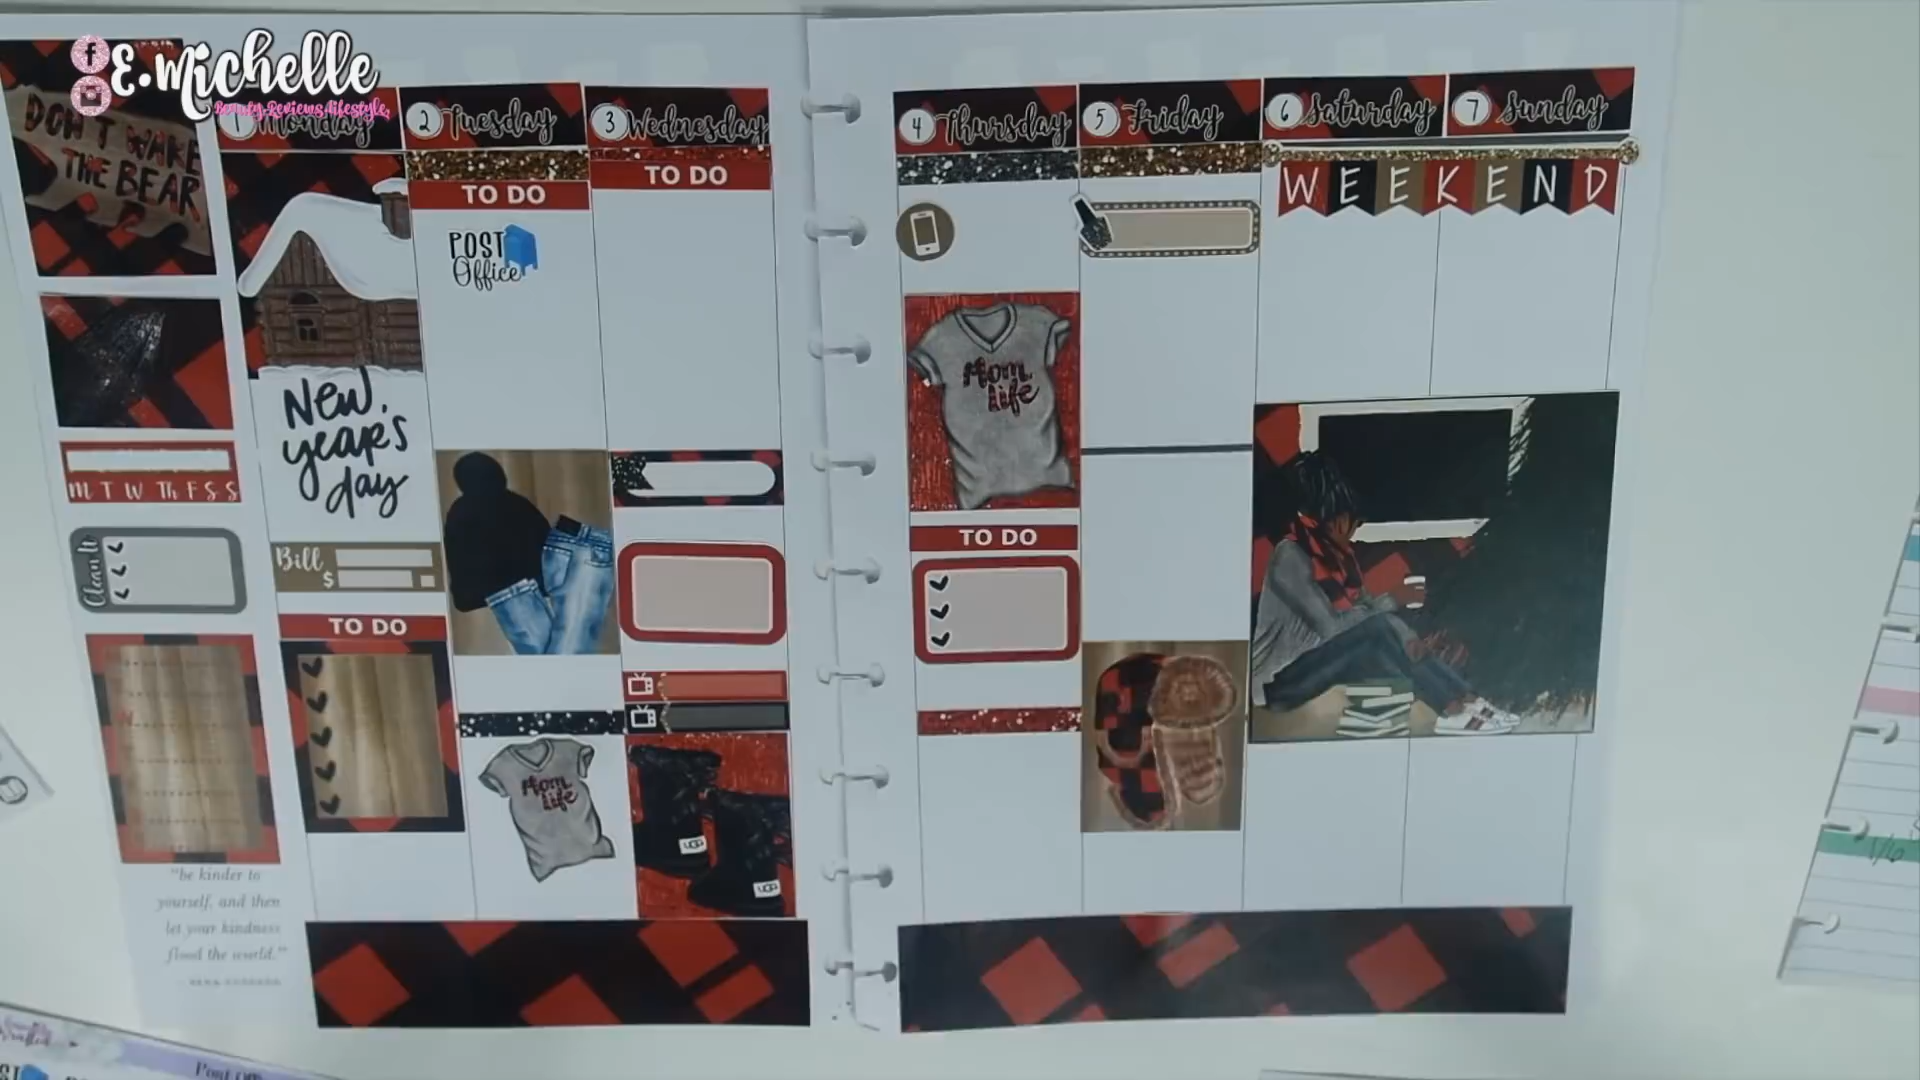 E.Michelle
Beauty.Reviews.Lifestyle.
DON'T WAKE
THE BEAR
1 Monday
2 Tuesday
3 Wednesday
4 Thursday
5 Friday
6 Saturday
7 Sunday
TO DO
TO DO
WEEKEND
POST
Office
Mom
life
New
year's
day
M T W Th F S S
Clean It
Bill
$
TO DO
TO DO
Mom
life
UGG
UGG
"be kinder to
yourself, and then
let your kindness
flood the world."
1/6